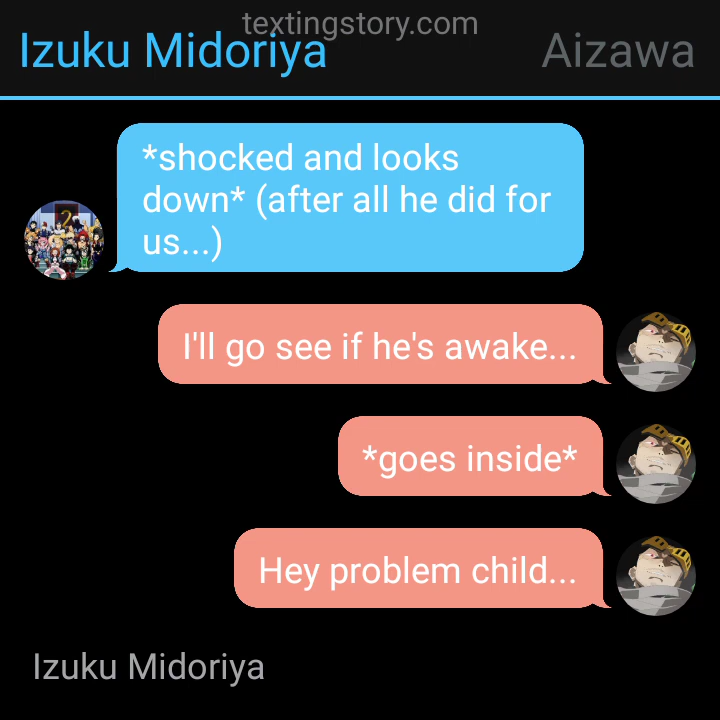 textingstory.com
Izuku Midoriya
Aizawa
*shocked and looks
down* (after all he did for
us...)
I'll go see if he's awake...
*goes inside*
Hey problem child...
Izuku Midoriya